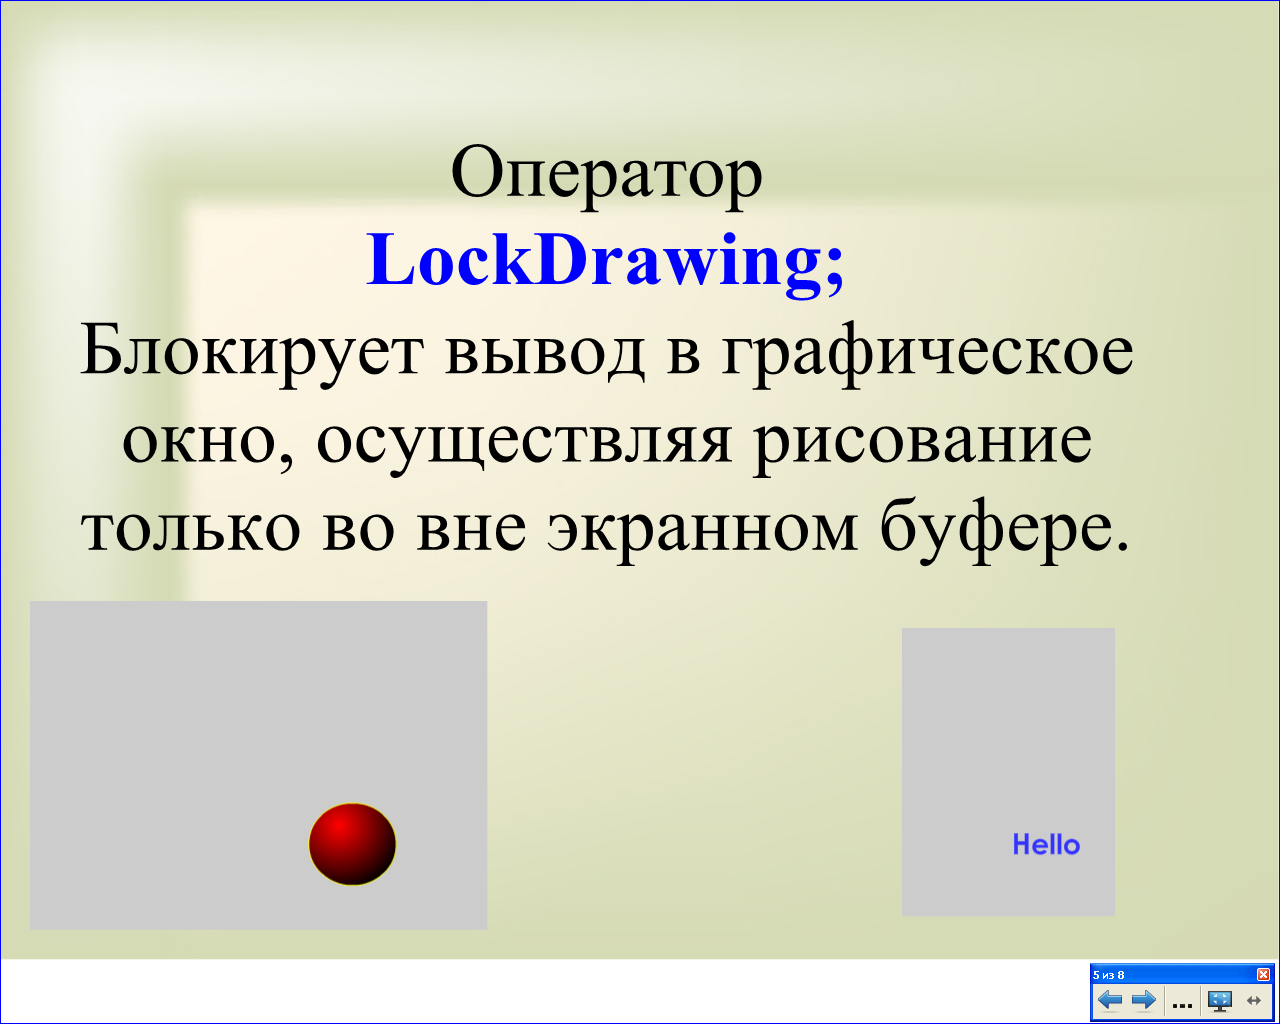 Оператор
LockDrawing;
Блокирует вывод в графическое
окно, осуществляя рисование
только во вне экранном буфере.
Hello
5 из 8